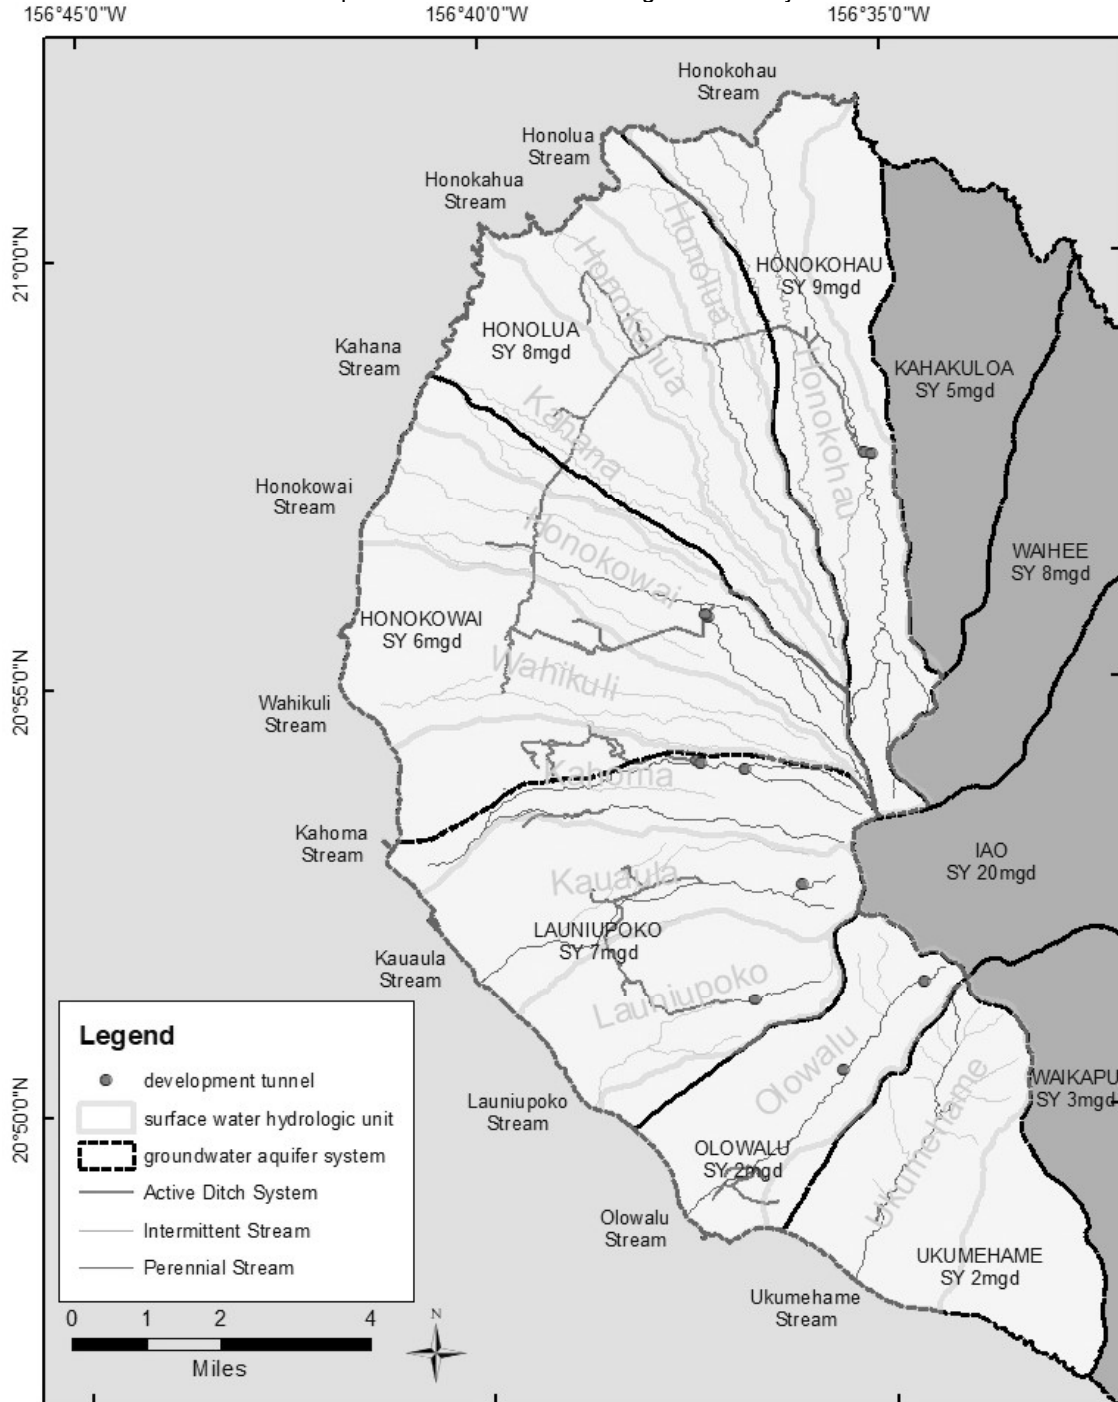 156°45'0"W
156°40'0"W
156°35'0"W
Honokohau
Stream
Honolua
Stream
Honokahua
Stream
21°0'0"N
Honolua
Honokahua
HONOKOHAU
SY 9mgd
HONOLUA
SY 8mgd
Kahana
Stream
KAHAKULOA
SY 5mgd
Honokohau
Kahana
Honokowai
Stream
Honokowai
WAIHEE
SY 8mgd
HONOKOWAI
SY 6mgd
20°55'0"N
Wahikuli
Wahikuli
Stream
Kahoma
Kahoma
Stream
IAO
SY 20mgd
Kauaula
LAUNIUPOKO
SY 7mgd
Kauaula
Stream
Launiupoko
Olowalu
Ukumehame
WAIKAPU
SY 3mgd
20°50'0"N
Launiupoko
Stream
OLOWALU
SY 2mgd
Olowalu
Stream
UKUMEHAME
SY 2mgd
Ukumehame
Stream
Legend
development tunnel
surface water hydrologic unit
groundwater aquifer system
Active Ditch System
Intermittent Stream
Perennial Stream
0 1 2 4
Miles
N